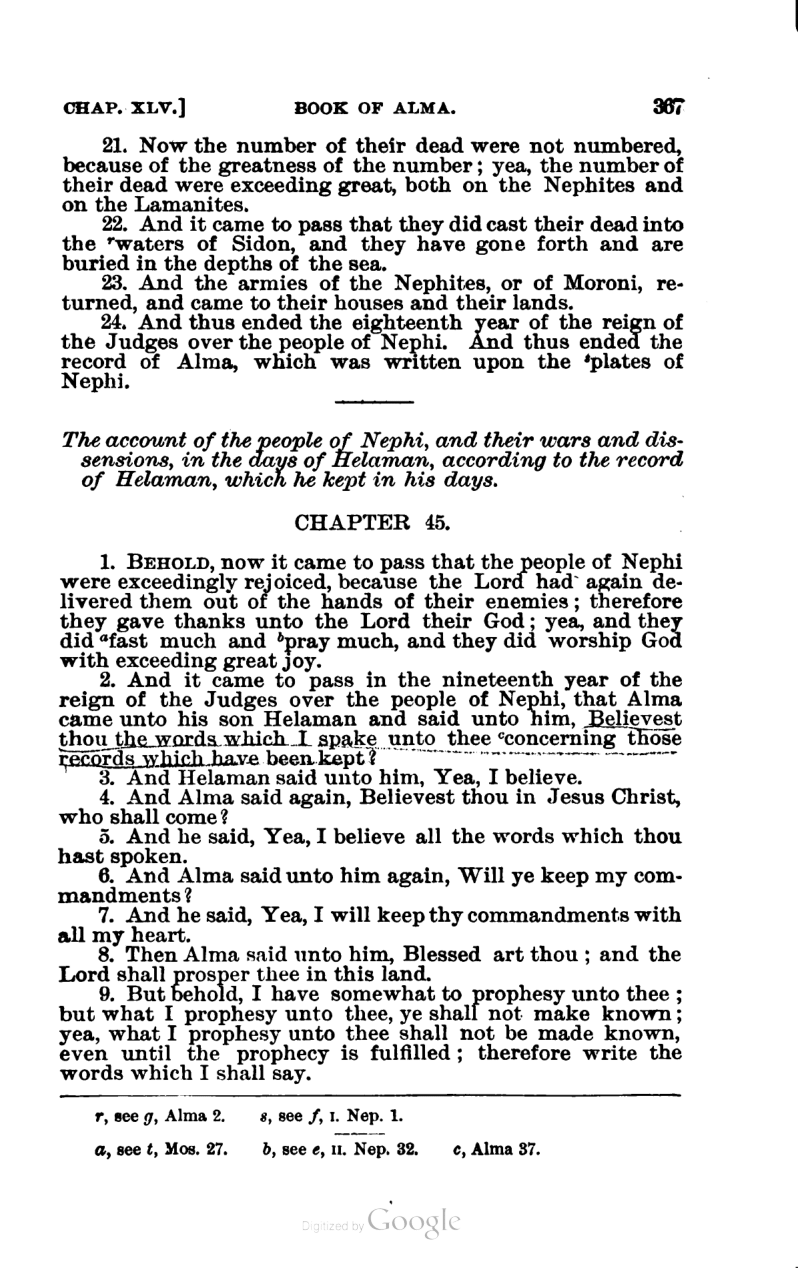 CHAP. XLV.] BOOK OF ALMA. 367
21. Now the number of their dead were not numbered,
because of the greatness of the number; yea, the number of
their dead were exceeding great, both on the Nephites and
on the Lamanites.
22. And it came to pass that they did cast their dead into
the ʳwaters of Sidon, and they have gone forth and are
buried in the depths of the sea.
23. And the armies of the Nephites, or of Moroni, re-
turned, and came to their houses and their lands.
24. And thus ended the eighteenth year of the reign of
the Judges over the people of Nephi. And thus ended the
record of Alma, which was written upon the ˢplates of
Nephi.
The account of the people of Nephi, and their wars and dis-
sensions, in the days of Helaman, according to the record
of Helaman, which he kept in his days.
CHAPTER 45.
1. BEHOLD, now it came to pass that the people of Nephi
were exceedingly rejoiced, because the Lord had again de-
livered them out of the hands of their enemies; therefore
they gave thanks unto the Lord their God; yea, and they
did ᵃfast much and ᵇpray much, and they did worship God
with exceeding great joy.
2. And it came to pass in the nineteenth year of the
reign of the Judges over the people of Nephi, that Alma
came unto his son Helaman and said unto him, Believest
thou the words which I spake unto thee ᶜconcerning those
records which have been kept?
3. And Helaman said unto him, Yea, I believe.
4. And Alma said again, Believest thou in Jesus Christ,
who shall come?
5. And he said, Yea, I believe all the words which thou
hast spoken.
6. And Alma said unto him again, Will ye keep my com-
mandments?
7. And he said, Yea, I will keep thy commandments with
all my heart.
8. Then Alma said unto him, Blessed art thou; and the
Lord shall prosper thee in this land.
9. But behold, I have somewhat to prophesy unto thee;
but what I prophesy unto thee, ye shall not make known;
yea, what I prophesy unto thee shall not be made known,
even until the prophecy is fulfilled; therefore write the
words which I shall say.
r, see g, Alma 2. s, see f, I. Nep. 1.
a, see t, Mos. 27. b, see e, II. Nep. 32. c, Alma 37.
Digitized by Google